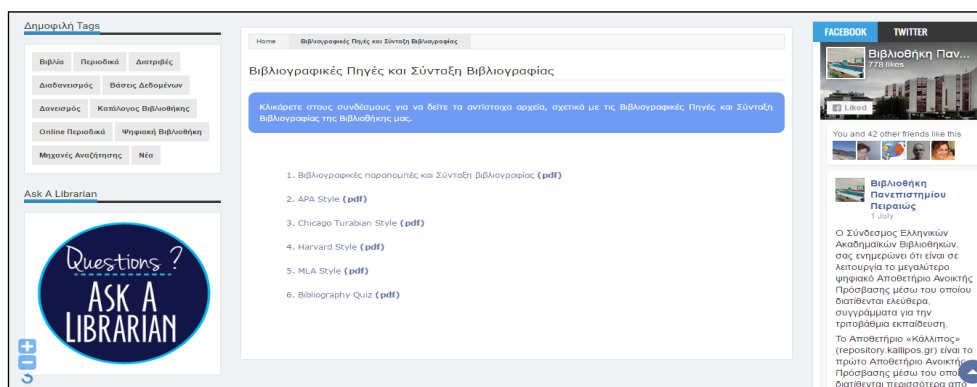 Δημοφιλή Tags
Βιβλία Περιοδικά Διατριβές
Διαδανεισμός Βάσεις Δεδομένων
Δανεισμός Κατάλογος Βιβλιοθήκης
Online Περιοδικά Ψηφιακή Βιβλιοθήκη
Μηχανές Αναζήτησης Νέα
Ask A Librarian
Questions ?
ASK A
LIBRARIAN
Home Βιβλιογραφικές Πηγές και Σύνταξη Βιβλιογραφίας
Βιβλιογραφικές Πηγές και Σύνταξη Βιβλιογραφίας
Κλικάρετε στους συνδέσμους για να δείτε τα αντίστοιχα αρχεία, σχετικά με τις Βιβλιογραφικές Πηγές και Σύνταξη
Βιβλιογραφίας της Βιβλιοθήκης μας.
1. Βιβλιογραφικές παραπομπές και Σύνταξη βιβλιογραφίας (pdf)
2. APA Style (pdf)
3. Chicago Turabian Style (pdf)
4. Harvard Style (pdf)
5. MLA Style (pdf)
6. Bibliography Quiz (pdf)
FACEBOOK TWITTER
Βιβλιοθήκη Παν...
778 likes
Liked
You and 42 other friends like this
Βιβλιοθήκη
Πανεπιστημίου
Πειραιώς
1 July
Ο Σύνδεσμος Ελληνικών
Ακαδημαϊκών Βιβλιοθηκών,
σας ενημερώνει ότι είναι σε
λειτουργία το μεγαλύτερο
ψηφιακό Αποθετήριο Ανοικτής
Πρόσβασης μέσω του οποίου
διατίθενται ελεύθερα,
συγγράμματα για την
τριτοβάθμια εκπαίδευση.
Το Αποθετήριο «Κάλλιπος»
(repository.kallipos.gr) είναι το
πρώτο Αποθετήριο Ανοικτής
Πρόσβασης μέσω του
διατίθενται περισσότερα από